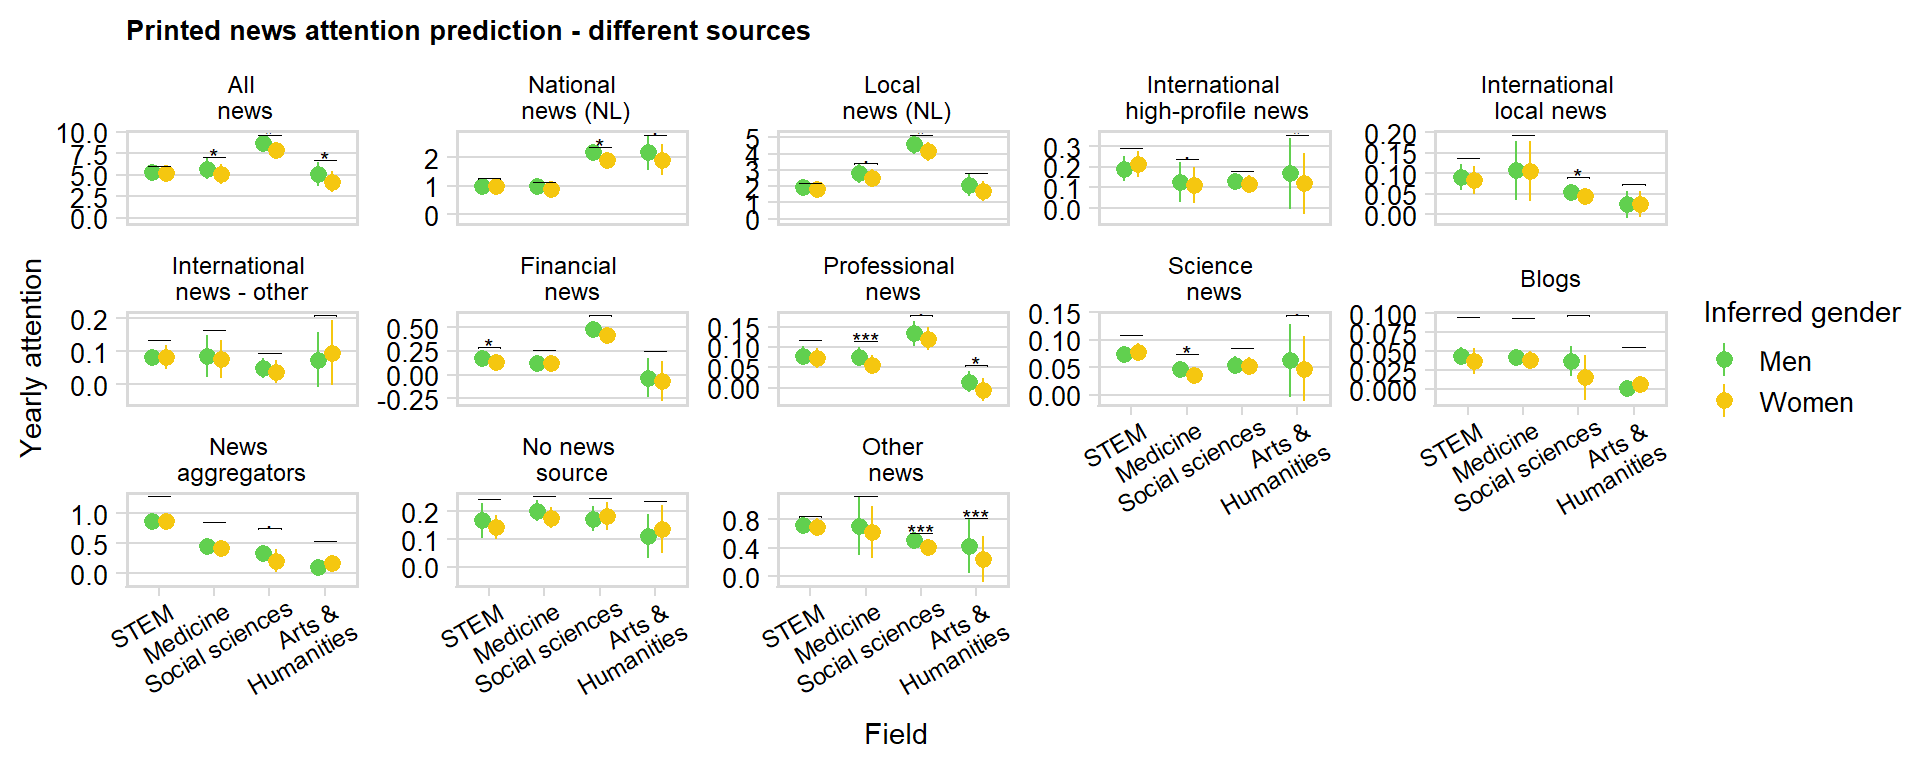 Printed news attention prediction - different sources
All
news
10.0
7.5
5.0
2.5
0.0
*
*
National
news (NL)
2
1
0
*
.
Local
news (NL)
5
4
3
2
1
0
.
International
high-profile news
0.3
0.2
0.1
0.0
.
International
local news
0.20
0.15
0.10
0.05
0.00
*
International
news - other
0.2
0.1
0.0
Financial
news
0.50
0.25
0.00
-0.25
*
Professional
news
0.15
0.10
0.05
0.00
***
.
*
Science
news
0.15
0.10
0.05
0.00
*
.
STEM
Medicine
Social sciences
Arts &
Humanities
Blogs
0.100
0.075
0.050
0.025
0.000
STEM
Medicine
Social sciences
Arts &
Humanities
News
aggregators
1.0
0.5
0.0
.
STEM
Medicine
Social sciences
Arts &
Humanities
No news
source
0.2
0.1
0.0
STEM
Medicine
Social sciences
Arts &
Humanities
Other
news
0.8
0.4
0.0
***
***
STEM
Medicine
Social sciences
Arts &
Humanities
Yearly attention
Field
Inferred gender
Men
Women